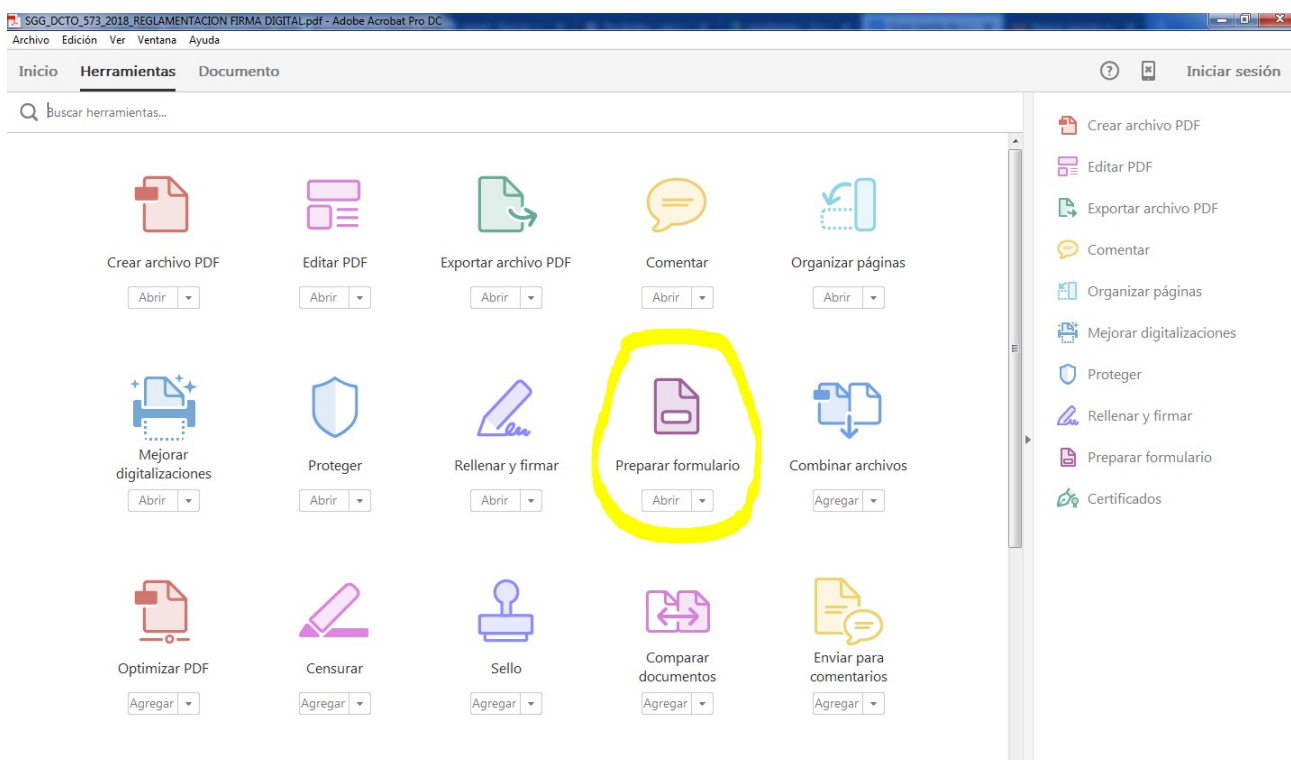 SGG_DCTO_573_2018_REGLAMENTACION FIRMA DIGITAL.pdf - Adobe Acrobat Pro DC
Archivo Edición Ver Ventana Ayuda
Inicio Herramientas Documento Iniciar sesión
Buscar herramientas...
Crear archivo PDF Editar PDF Exportar archivo PDF Comentar Organizar páginas
Abrir Abrir Abrir Abrir Abrir
Mejorar
digitalizaciones Proteger Rellenar y firmar Preparar formulario Combinar archivos
Abrir Abrir Abrir Abrir Agregar
Optimizar PDF Censurar Sello Comparar
documentos Enviar para
comentarios
Agregar Agregar Agregar Agregar Agregar
Crear archivo PDF
Editar PDF
Exportar archivo PDF
Comentar
Organizar páginas
Mejorar digitalizaciones
Proteger
Rellenar y firmar
Preparar formulario
Certificados